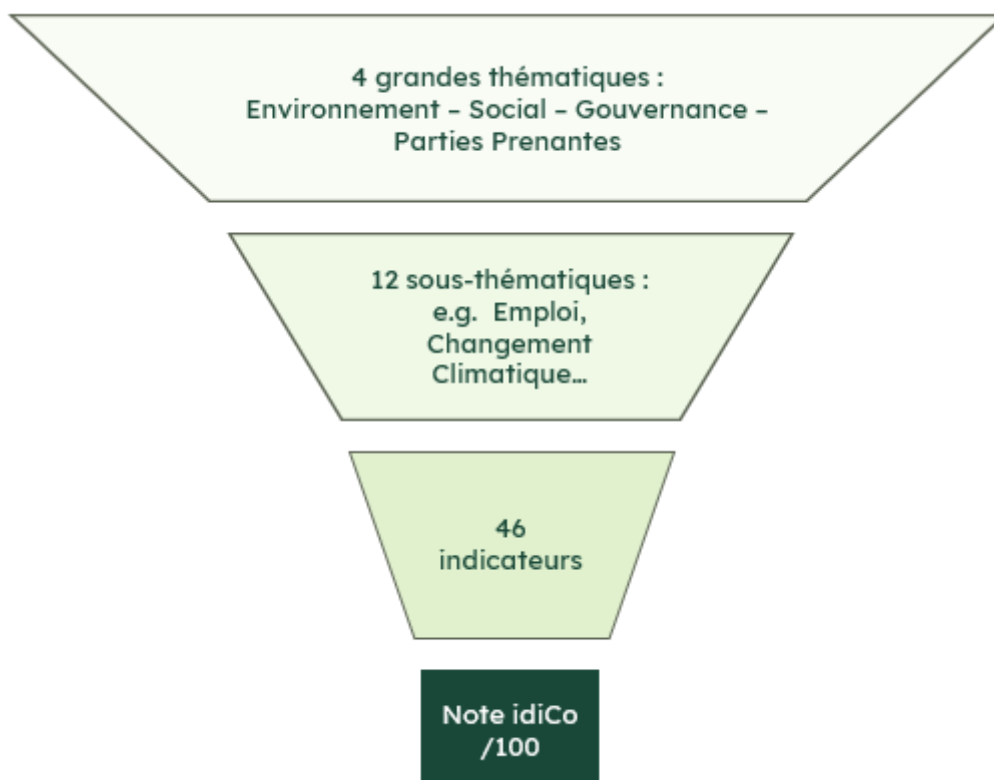 4 grandes thématiques :
Environnement – Social – Gouvernance –
Parties Prenantes
12 sous-thématiques :
e.g. Emploi,
Changement
Climatique…
46
indicateurs
Note idiCo
/100